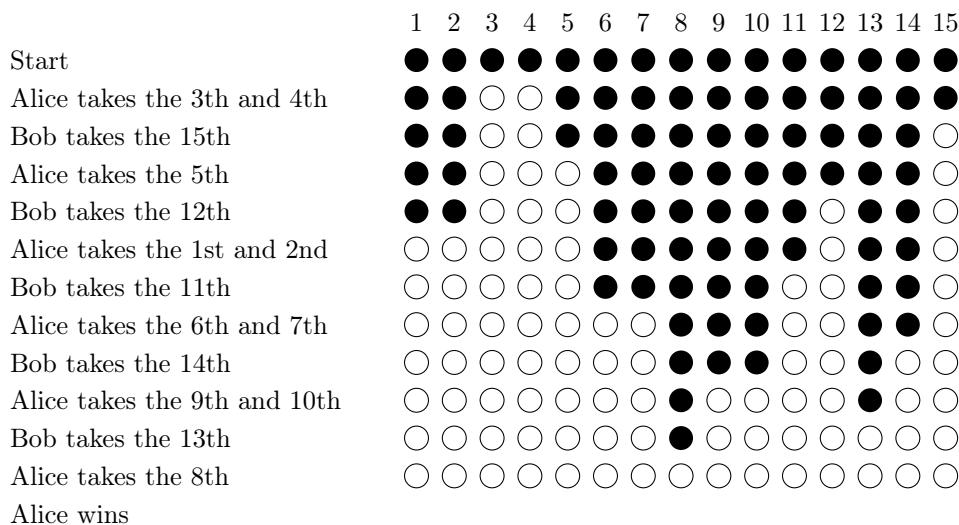 1 2 3 4 5 6 7 8 9 10 11 12 13 14 15
Start
Alice takes the 3th and 4th
Bob takes the 15th
Alice takes the 5th
Bob takes the 12th
Alice takes the 1st and 2nd
Bob takes the 11th
Alice takes the 6th and 7th
Bob takes the 14th
Alice takes the 9th and 10th
Bob takes the 13th
Alice takes the 8th
Alice wins